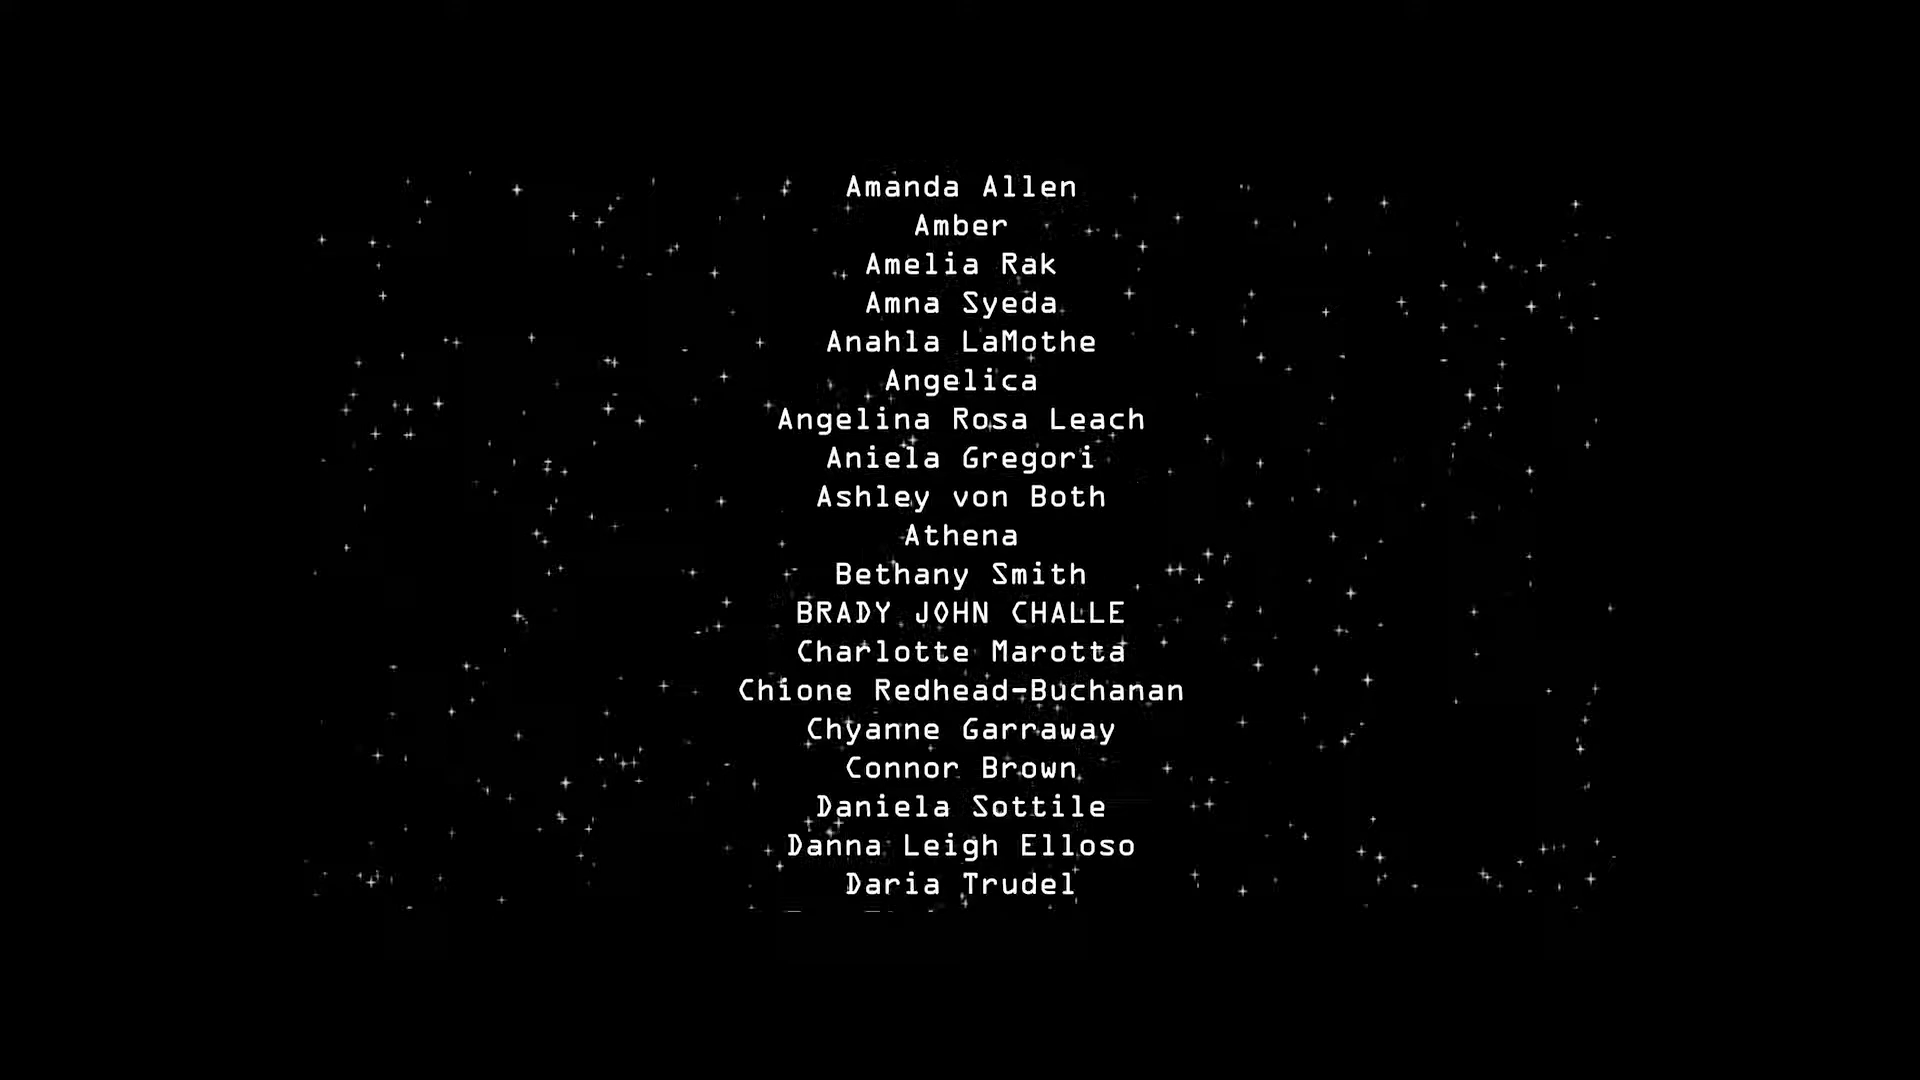 Amanda Allen
Amber
Amelia Rak
Amna Syeda
Anahla LaMothe
Angelica
Angelina Rosa Leach
Aniela Gregori
Ashley von Both
Athena
Bethany Smith
BRADY JOHN CHALLE
Charlotte Marotta
Chione Redhead-Buchanan
Chyanne Garraway
Connor Brown
Daniela Sottile
Danna Leigh Elloso
Daria Trudel